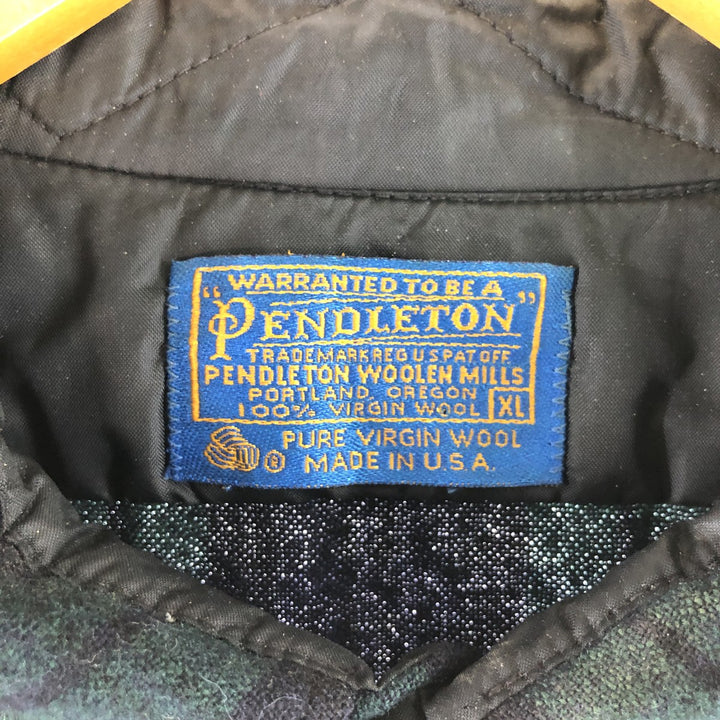 WARRANTED TO BE A
"PENDLETON"
TRADEMARK REG U S PAT OFF
PENDLETON WOOLEN MILLS
PORTLAND, OREGON
100% VIRGIN WOOL XL
PURE VIRGIN WOOL
® MADE IN U.S.A.